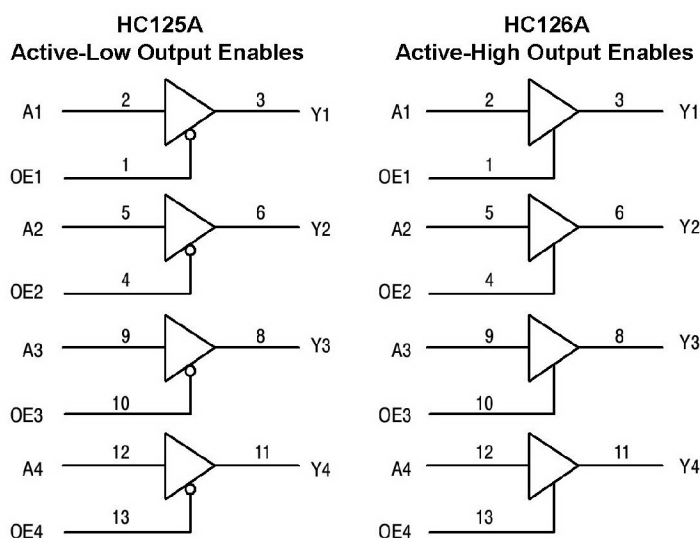 HC125A
Active-Low Output Enables
A1 2 3 Y1
OE1 1
A2 5 6 Y2
OE2 4
A3 9 8 Y3
OE3 10
A4 12 11 Y4
OE4 13
HC126A
Active-High Output Enables
A1 2 3 Y1
OE1 1
A2 5 6 Y2
OE2 4
A3 9 8 Y3
OE3 10
A4 12 11 Y4
OE4 13